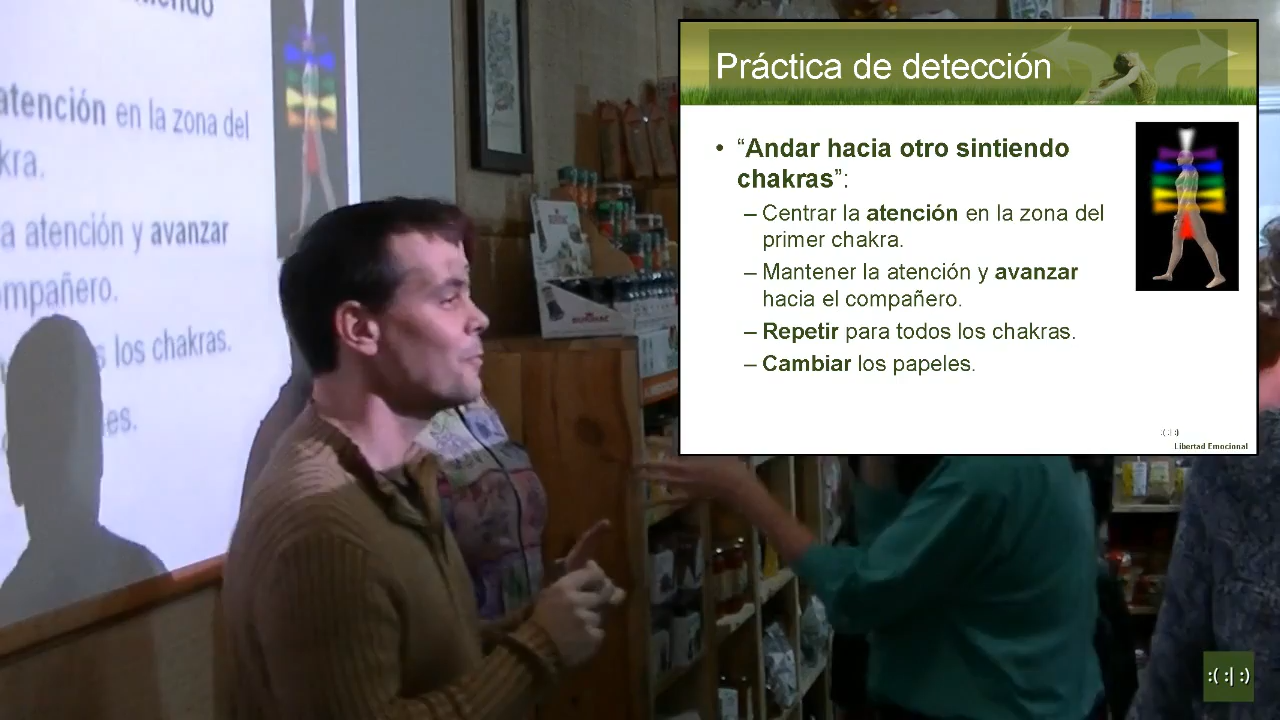 atención en la zona del
kra.
a atención y avanzar
ompañero.
s los chakras.
es.
Práctica de detección
• “Andar hacia otro sintiendo
chakras”:
– Centrar la atención en la zona del
primer chakra.
– Mantener la atención y avanzar
hacia el compañero.
– Repetir para todos los chakras.
– Cambiar los papeles.
:( :| :)
Libertad Emocional
:( :| :)